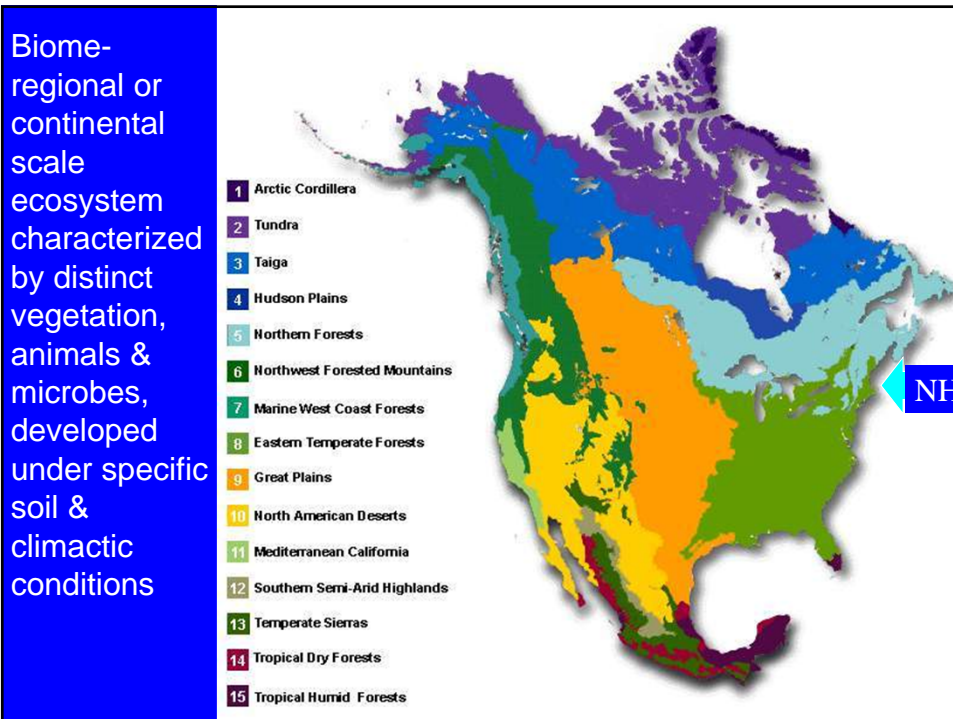 Biome-
regional or
continental
scale
ecosystem
characterized
by distinct
vegetation,
animals &
microbes,
developed
under specific
soil &
climactic
conditions
1 Arctic Cordillera
2 Tundra
3 Taiga
4 Hudson Plains
5 Northern Forests
6 Northwest Forested Mountains
7 Marine West Coast Forests
8 Eastern Temperate Forests
9 Great Plains
10 North American Deserts
11 Mediterranean California
12 Southern Semi-Arid Highlands
13 Temperate Sierras
14 Tropical Dry Forests
15 Tropical Humid Forests
NH